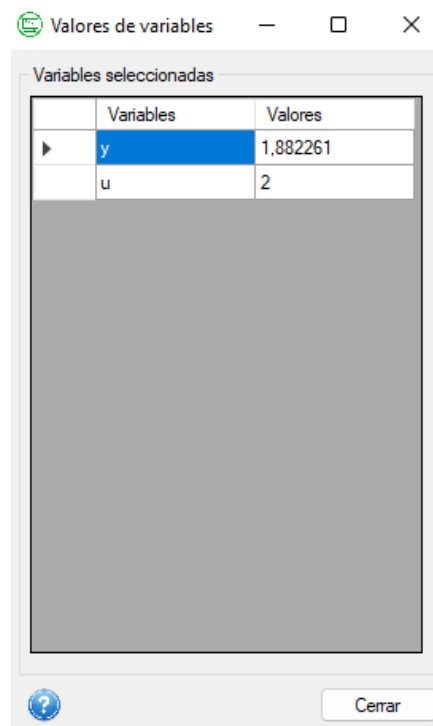 Valores de variables
Variables seleccionadas
Variables Valores
y 1,882261
u 2
?
Cerrar